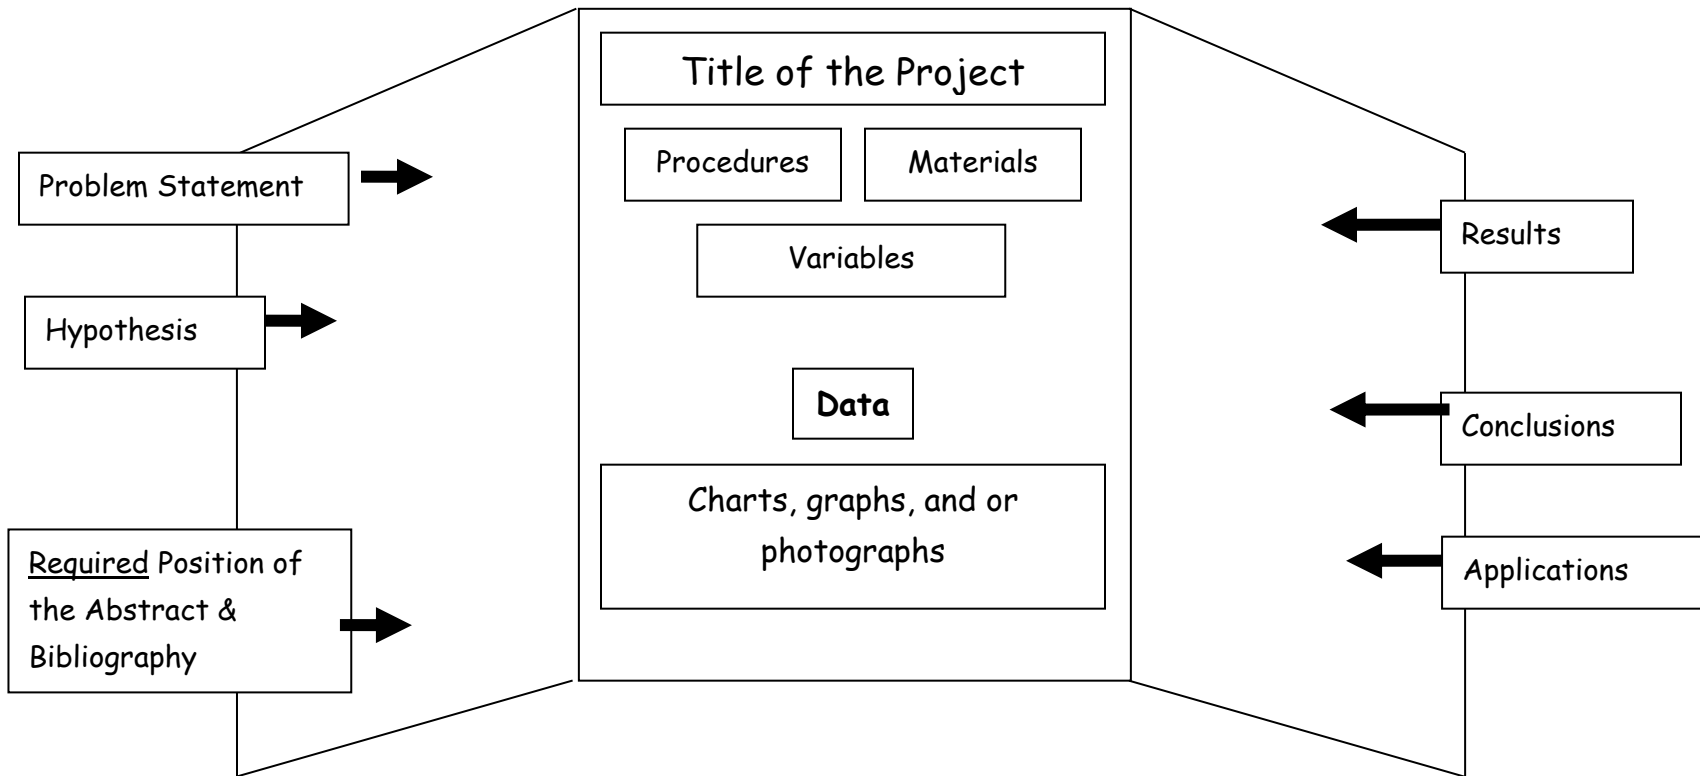 Title of the Project
Procedures
Materials
Variables
Data
Charts, graphs, and or
photographs
Problem Statement
Hypothesis
Required Position of
the Abstract &
Bibliography
Results
Conclusions
Applications